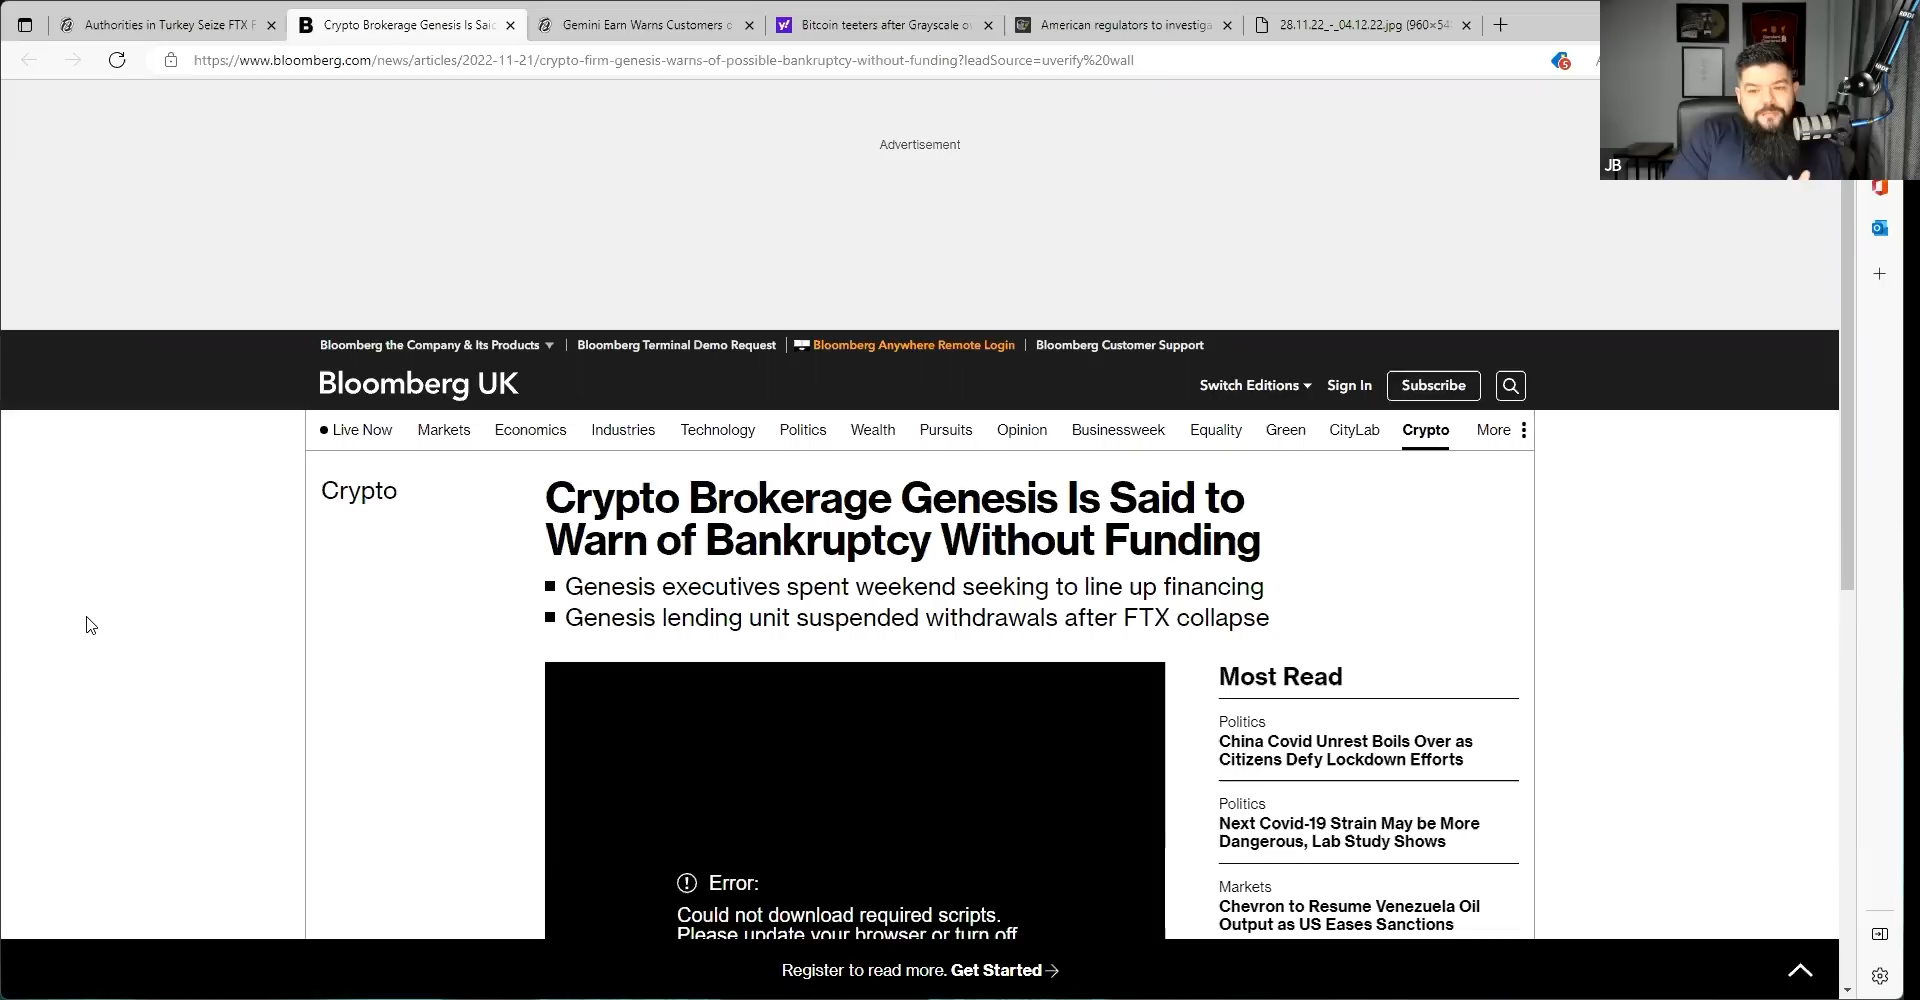 Authorities in Turkey Seize FTX F
Crypto Brokerage Genesis Is Said
Gemini Earn Warns Customers o
Bitcoin teeters after Grayscale o
American regulators to investiga
28.11.22_-_04.12.22.jpg (960×54
https://www.bloomberg.com/news/articles/2022-11-21/crypto-firm-genesis-warns-of-possible-bankruptcy-without-funding?leadSource=uverify%20wall
5
JB
Advertisement
Bloomberg the Company & Its Products
Bloomberg Terminal Demo Request
Bloomberg Anywhere Remote Login
Bloomberg Customer Support
Bloomberg UK
Switch Editions
Sign In
Subscribe
Live Now Markets Economics Industries Technology Politics Wealth Pursuits Opinion Businessweek Equality Green CityLab Crypto More
Crypto
Crypto Brokerage Genesis Is Said to
Warn of Bankruptcy Without Funding
Genesis executives spent weekend seeking to line up financing
Genesis lending unit suspended withdrawals after FTX collapse
Error:
Could not download required scripts.
Please update your browser or turn off
Most Read
Politics
China Covid Unrest Boils Over as
Citizens Defy Lockdown Efforts
Politics
Next Covid-19 Strain May be More
Dangerous, Lab Study Shows
Markets
Chevron to Resume Venezuela Oil
Output as US Eases Sanctions
Register to read more. Get Started